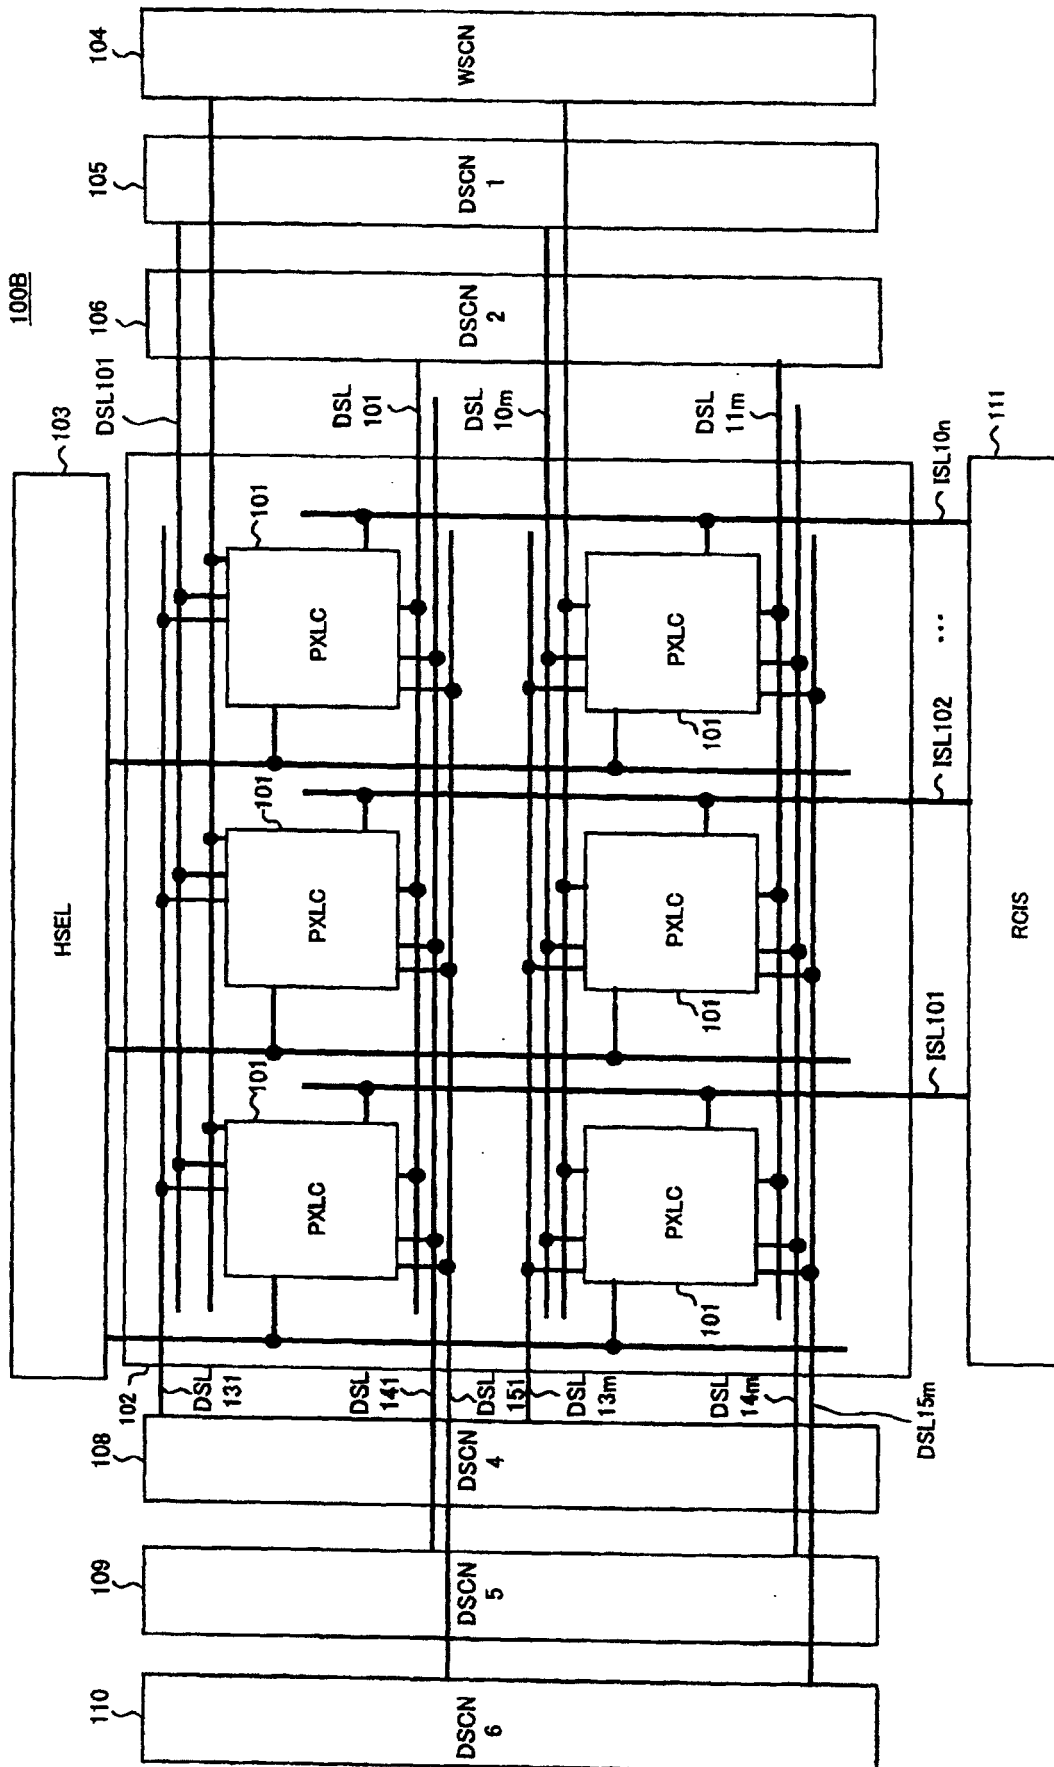 100B
104
WSCN
105
DSCN
1
106
DSCN
2
103
HSEL
DSL101
DSL
101
DSL
10m
DSL
11m
111
RCIS
ISL10n
...
ISL102
ISL101
101
PXLC
101
PXLC
101
PXLC
PXLC
101
PXLC
101
PXLC
101
102
DSL
131
DSL
141
DSL
151
DSL
13m
DSL
14m
DSL15m
108
DSCN
4
109
DSCN
5
110
DSCN
6